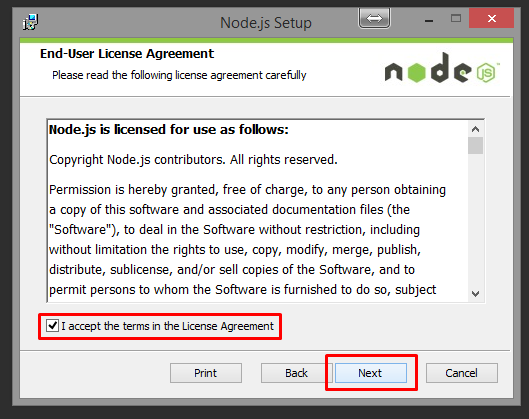 Node.js Setup
End-User License Agreement
Please read the following license agreement carefully
node
JS
Node.js is licensed for use as follows:
Copyright Node.js contributors. All rights reserved.
Permission is hereby granted, free of charge, to any person obtaining
a copy of this software and associated documentation files (the
"Software"), to deal in the Software without restriction, including
without limitation the rights to use, copy, modify, merge, publish,
distribute, sublicense, and/or sell copies of the Software, and to
permit persons to whom the Software is furnished to do so, subject
I accept the terms in the License Agreement
Print
Back
Next
Cancel